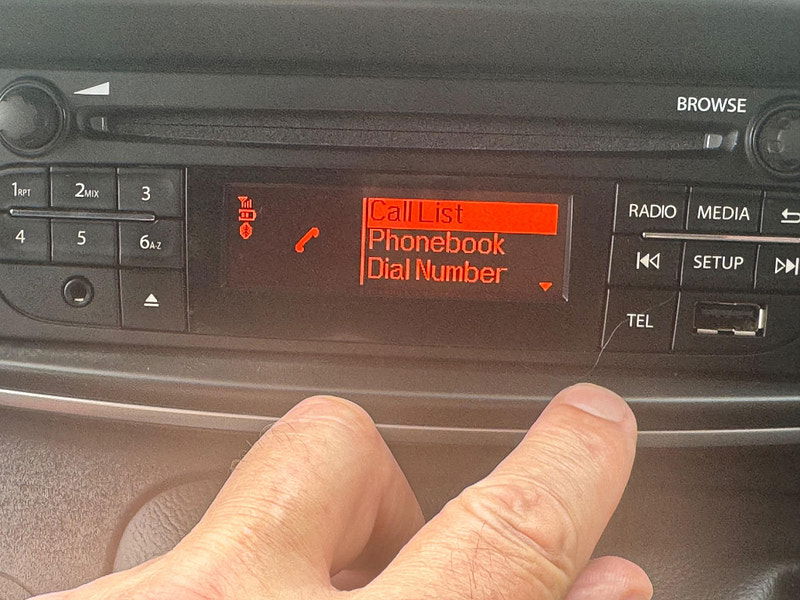 BROWSE
1RPT
2MIX
3
4
5
6A-Z
Call List
Phonebook
Dial Number
RADIO
MEDIA
SETUP
TEL